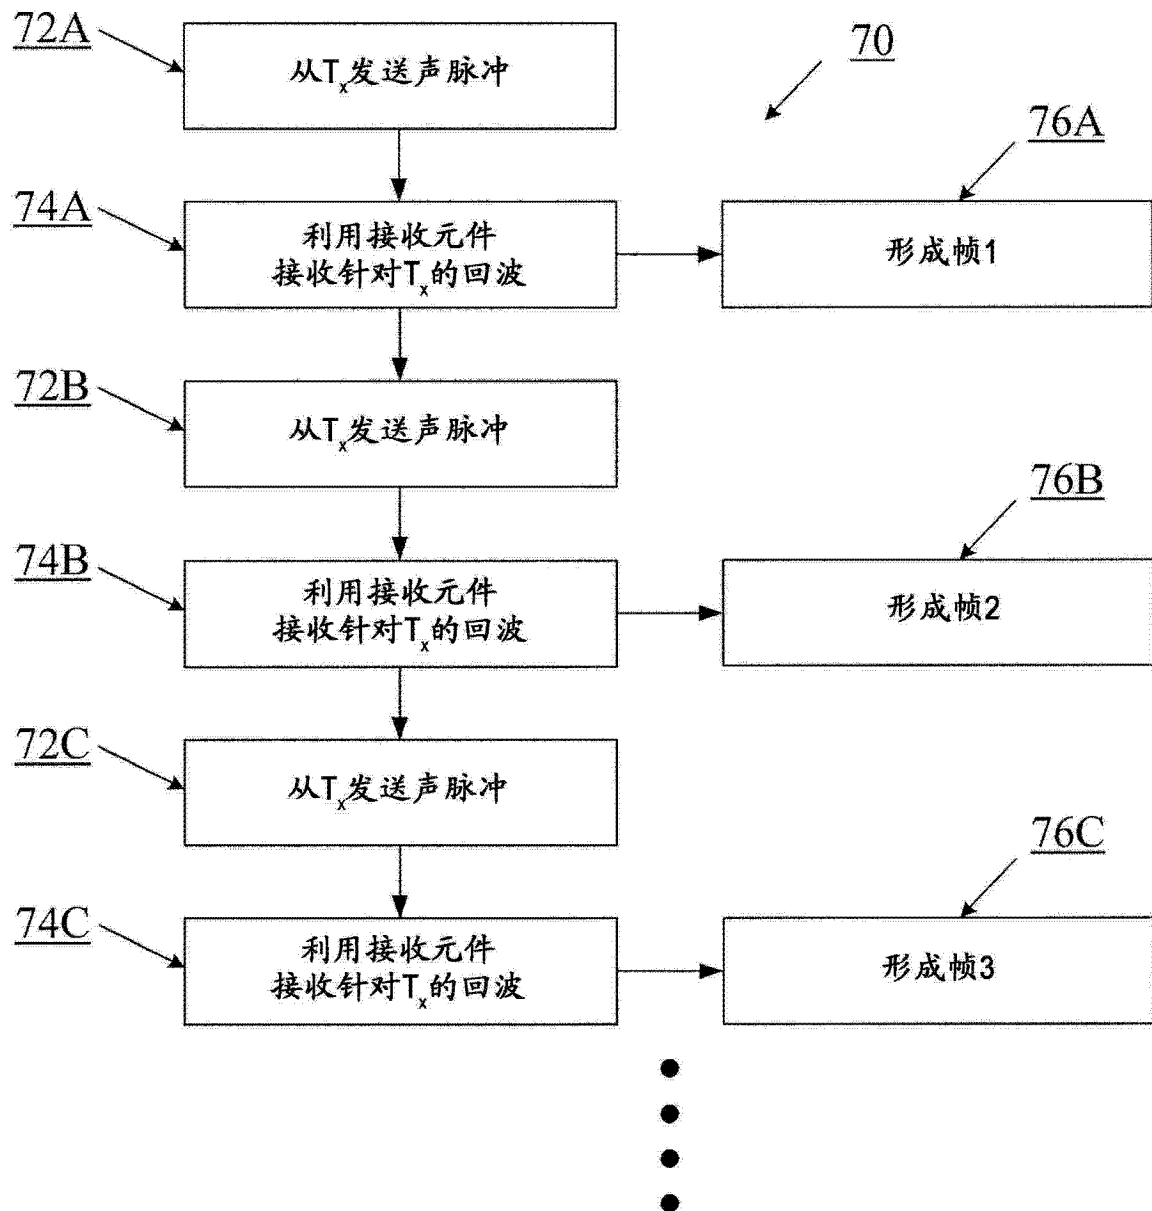 72A
从Tx发送声脉冲
70
76A
74A
利用接收元件
接收针对Tx的回波
形成帧1
72B
从Tx发送声脉冲
76B
74B
利用接收元件
接收针对Tx的回波
形成帧2
72C
从Tx发送声脉冲
76C
74C
利用接收元件
接收针对Tx的回波
形成帧3